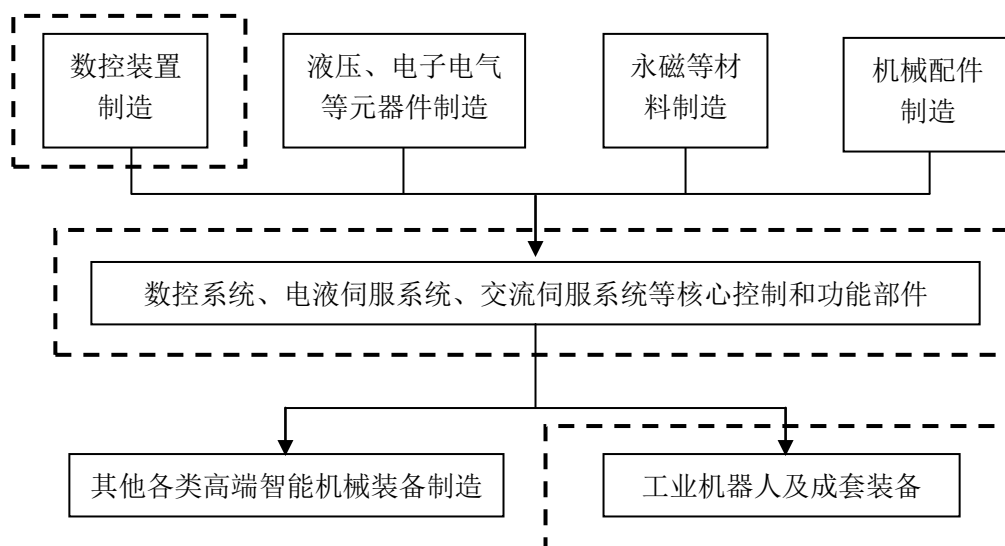 数控装置
制造
液压、电子电气
等元器件制造
永磁等材
料制造
机械配件
制造
数控系统、电液伺服系统、交流伺服系统等核心控制和功能部件
其他各类高端智能机械装备制造
工业机器人及成套装备